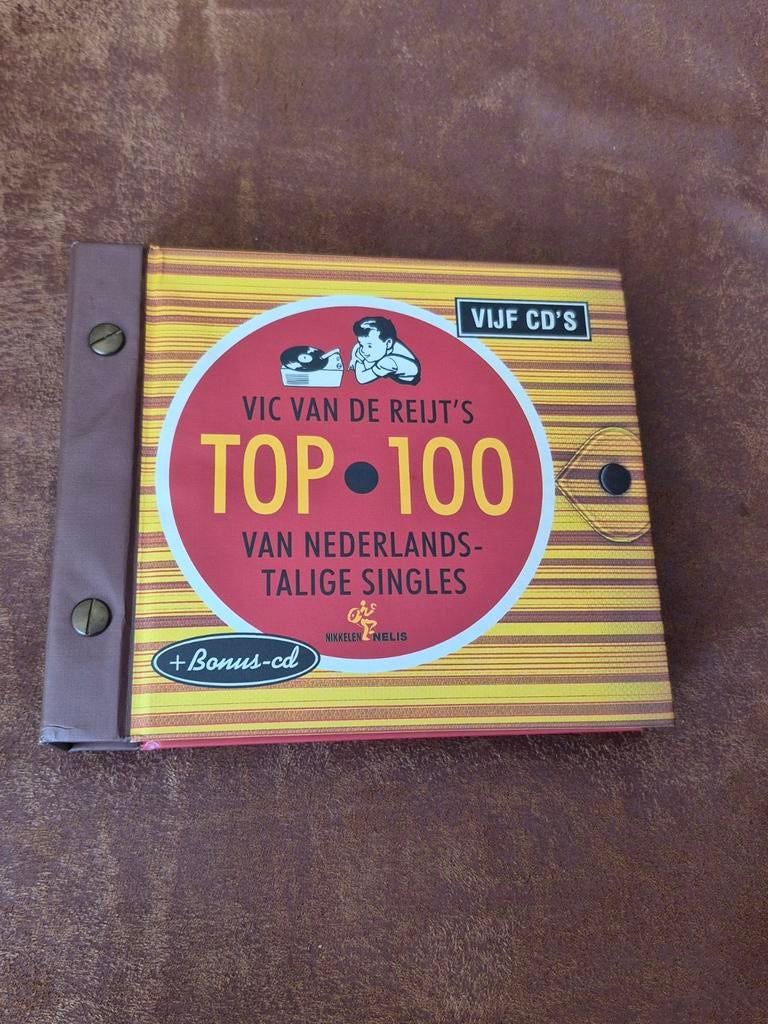 VIJF CD'S
VIC VAN DE REIJT'S
TOP 100
VAN NEDERLANDS-
TALIGE SINGLES
NIKKELEN NELIS
+Bonus-cd